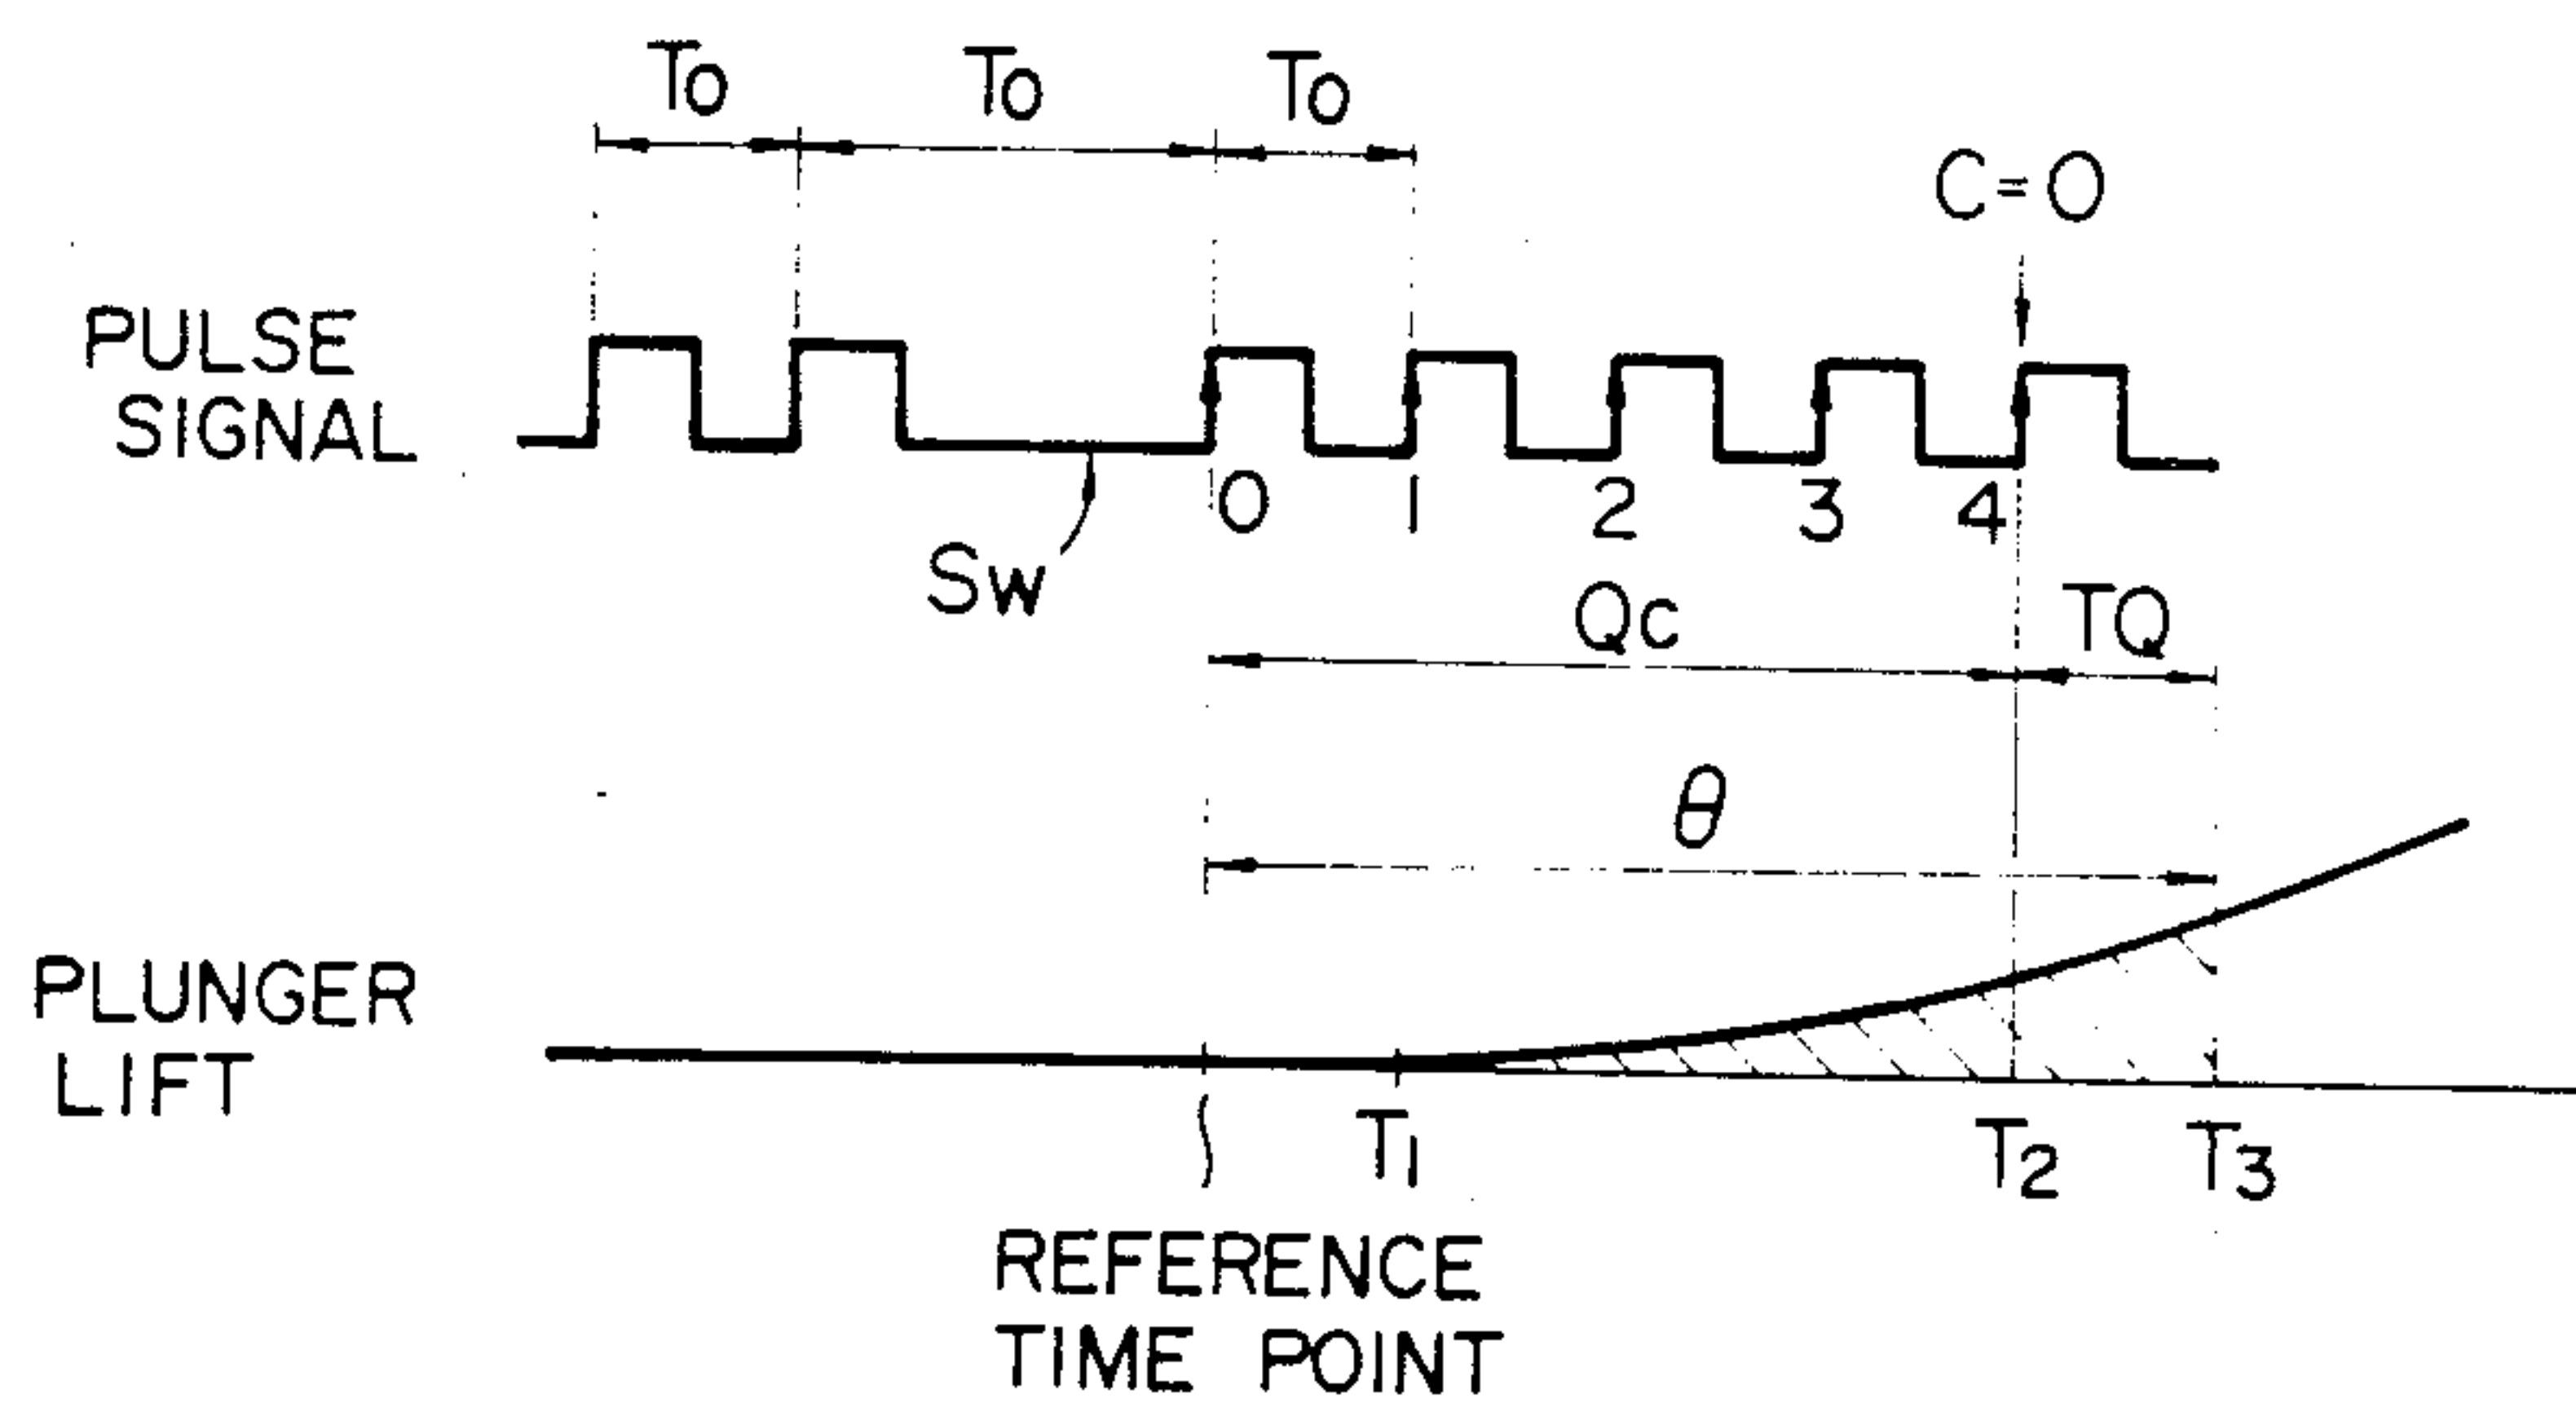 To To To
C=0
PULSE
SIGNAL
0 1 2 3 4
Sw
Qc TQ
θ
PLUNGER
LIFT
T1 T2 T3
REFERENCE
TIME POINT